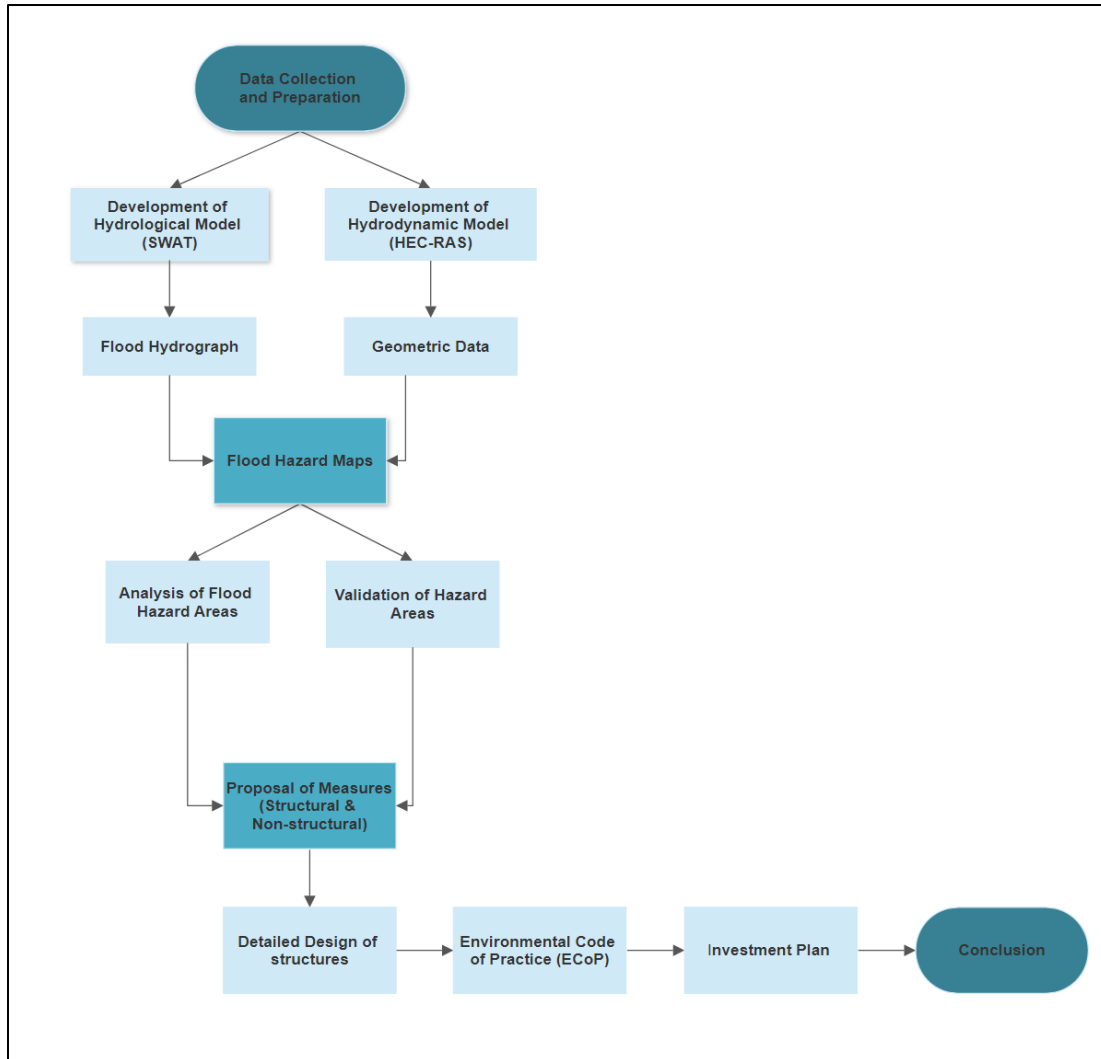 Data Collection
and Preparation
Development of
Hydrological Model
(SWAT)
Development of
Hydrodynamic Model
(HEC-RAS)
Flood Hydrograph
Geometric Data
Flood Hazard Maps
Analysis of Flood
Hazard Areas
Validation of Hazard
Areas
Proposal of Measures
(Structural &
Non-structural)
Detailed Design of
structures
Environmental Code
of Practice (ECoP)
Investment Plan
Conclusion